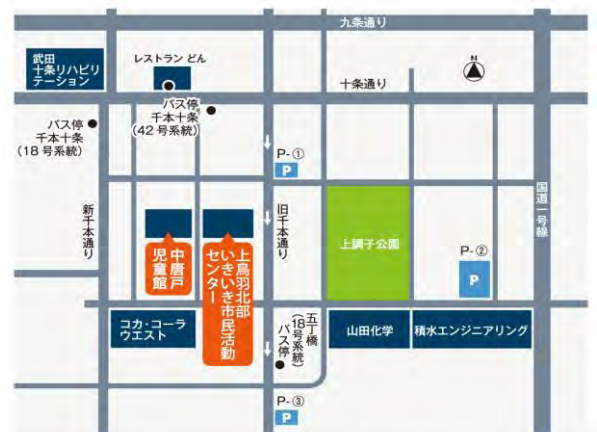 九条通り
武田
十条リハビリ
テーション
レストラン どん
N
十条通り
バス停
千本十条
(42号系統)
バス停
千本十条
(18号系統)
P-①
P
新千本通り
旧千本通り
国道一号線
上調子公園
P-②
P
中唐戸
児童館
上鳥羽北部
いきいき市民活動
センター
コカ・コーラ
ウエスト
五丁橋
(18号系統)
バス停
山田化学
積水エンジニアリング
P-③
P